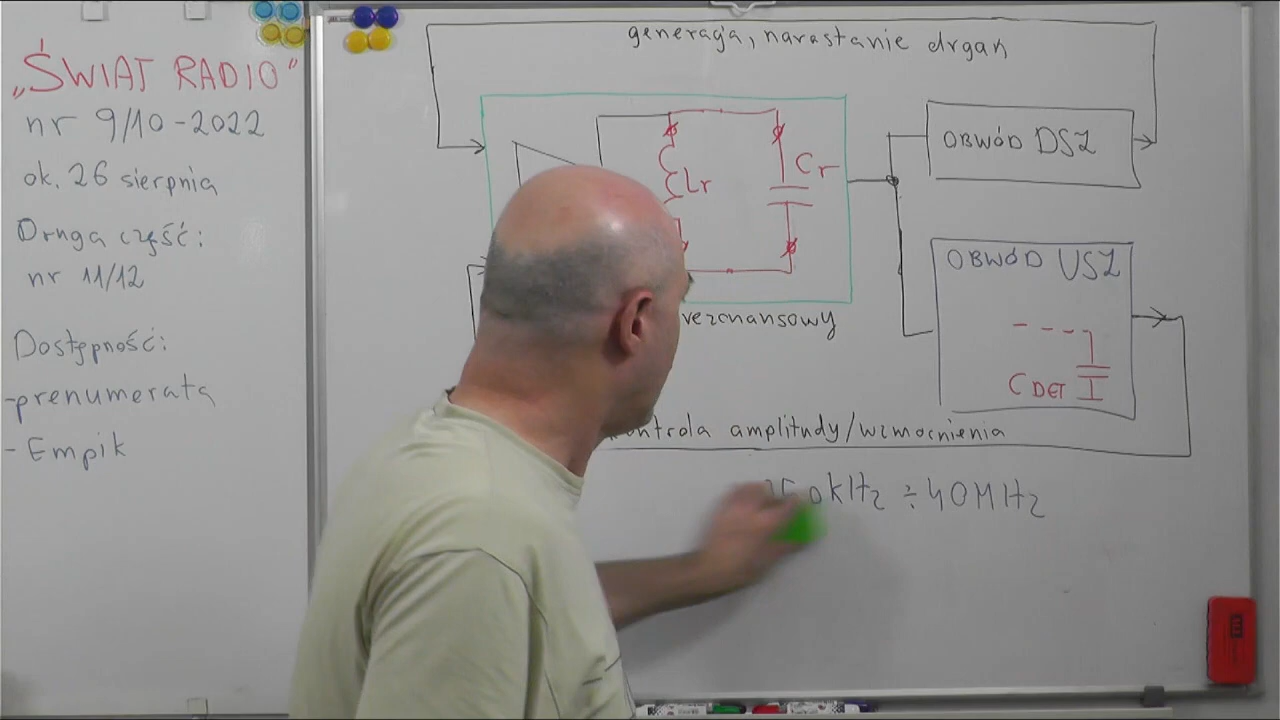 „ŚWIAT RADIO”
nr 9/10-2022
ok. 26 sierpnia
Druga część:
nr 11/12
Dostępność:
-prenumerata
- Empik
generacja, narastanie drgań
Lr
Cr
OBWÓD DSZ
rezonansowy
OBWÓD USZ
CDET
kontrola amplitudy/wzmocnienia
kHz ÷ 40MHz